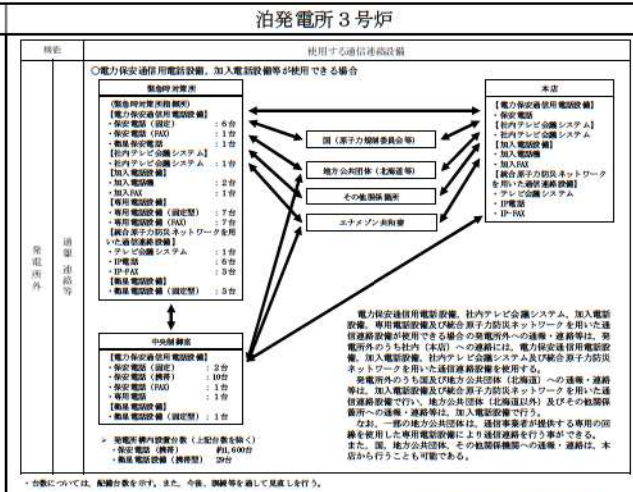 泊発電所3号炉
機能
使用する通信連絡設備
○電力保安通信用電話設備、加入電話設備等が使用できる場合
緊急時対策所
(緊急時対策所指揮所)
【電力保安通信用電話設備】
・保安電話(固定) :6台
・保安電話(FAX) :1台
・衛星保安電話 :1台
【社内テレビ会議システム】
・社内テレビ会議システム :1台
【加入電話設備】
・加入電話機 :2台
・加入FAX :1台
【専用電話設備】
・専用電話設備(固定型) :7台
・専用電話設備(FAX) :7台
【統合原子力防災ネットワークを用
いた通信連絡設備】
・テレビ会議システム :1台
・IP電話 :6台
・IP-FAX :3台
【衛星電話設備】
・衛星電話設備(固定型) :3台
国(原子力規制委員会等)
地方公共団体(北海道等)
その他関係箇所
本店
【電力保安通信用電話設備】
・保安電話
【社内テレビ会議システム】
・社内テレビ会議システム
【加入電話設備】
・加入電話機
・加入FAX
【統合原子力防災ネットワーク
を用いた通信連絡設備】
・テレビ会議システム
・IP電話
・IP-FAX
発電所外
通報連絡等
中央制御室
【電力保安通信用電話設備】
・保安電話(固定) :2台
・保安電話(携帯) :10台
・保安電話(FAX) :1台
・専用電話 :1台
【衛星電話設備】
・衛星電話設備(固定型) :1台
➢ 発電所構内設置台数(上記台数を除く)
・保安電話(携帯) 約1,600台
・衛星電話設備(携帯型) 29台
電力保安通信用電話設備、社内テレビ会議システム、加入電話
設備、専用電話設備及び統合原子力防災ネットワークを用いた通
信連絡設備が使用できる場合の発電所外への通報・連絡等は、発
電所外のうち社内(本店)への連絡には、電力保安通信用電話設
備、加入電話設備、社内テレビ会議システム及び統合原子力防災
ネットワークを用いた通信連絡設備を使用する。
発電所外のうち国及び地方公共団体(北海道)への通報・連絡
等は、加入電話設備及び統合原子力防災ネットワークを用いた通
信連絡設備で行い、地方公共団体(北海道以外)及びその他関係
箇所への通報・連絡等は、加入電話設備で行う。
なお、一部の地方公共団体は、通信事業者が提供する専用の回
線を使用した専用電話設備により通信連絡を行う事ができる。
また、国、地方公共団体、その他関係機関への通報・連絡は、本
店から行うことも可能である。
・台数については、配備台数を示す。また、今後、訓練等を通して見直しを行う。